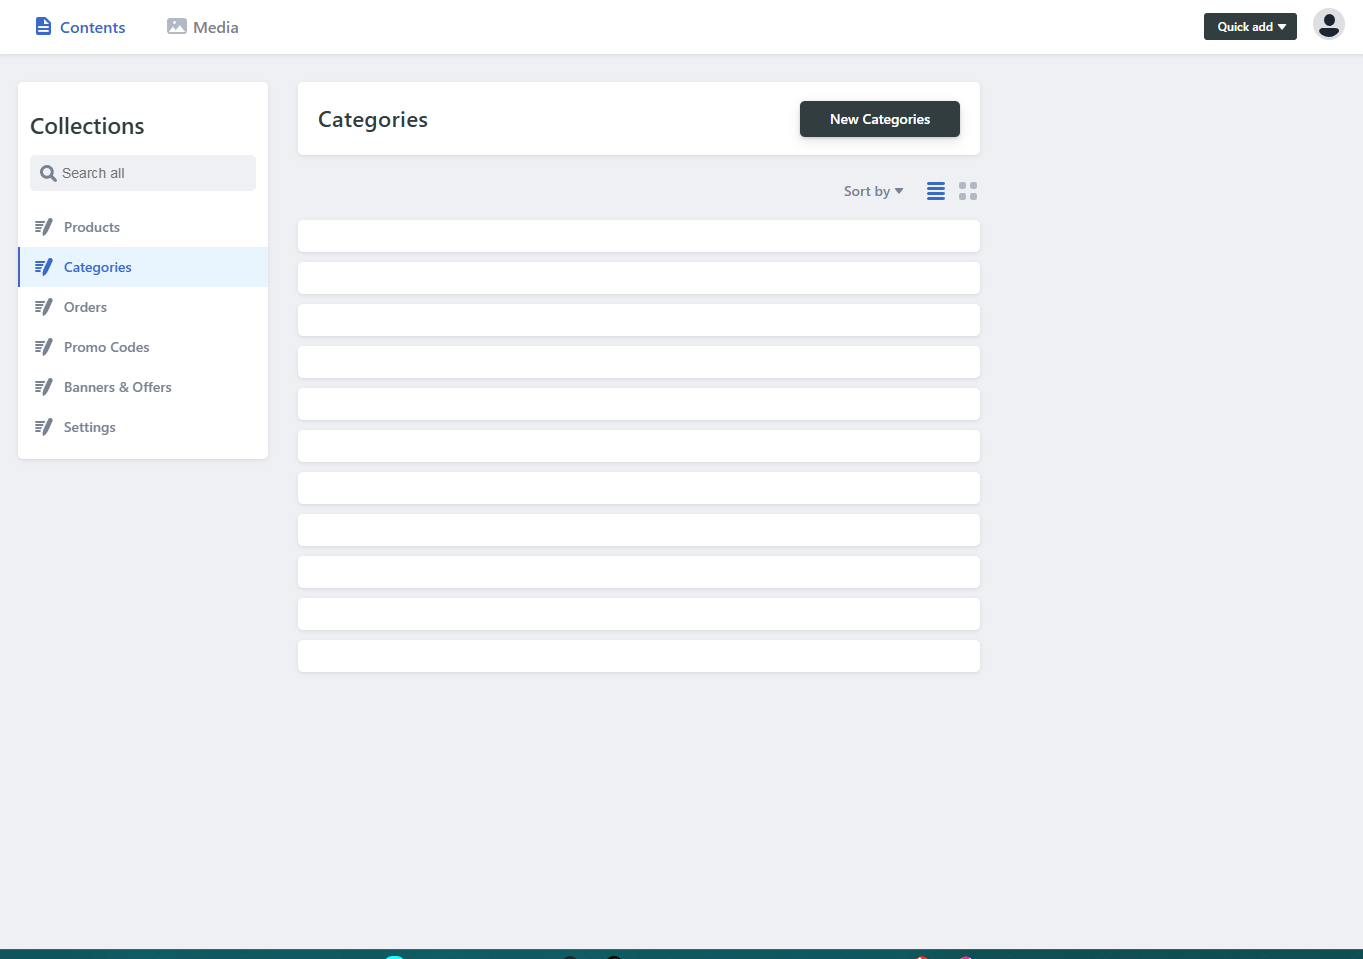 Contents
Media
Quick add
Collections
Search all
Products
Categories
Orders
Promo Codes
Banners & Offers
Settings
Categories
New Categories
Sort by